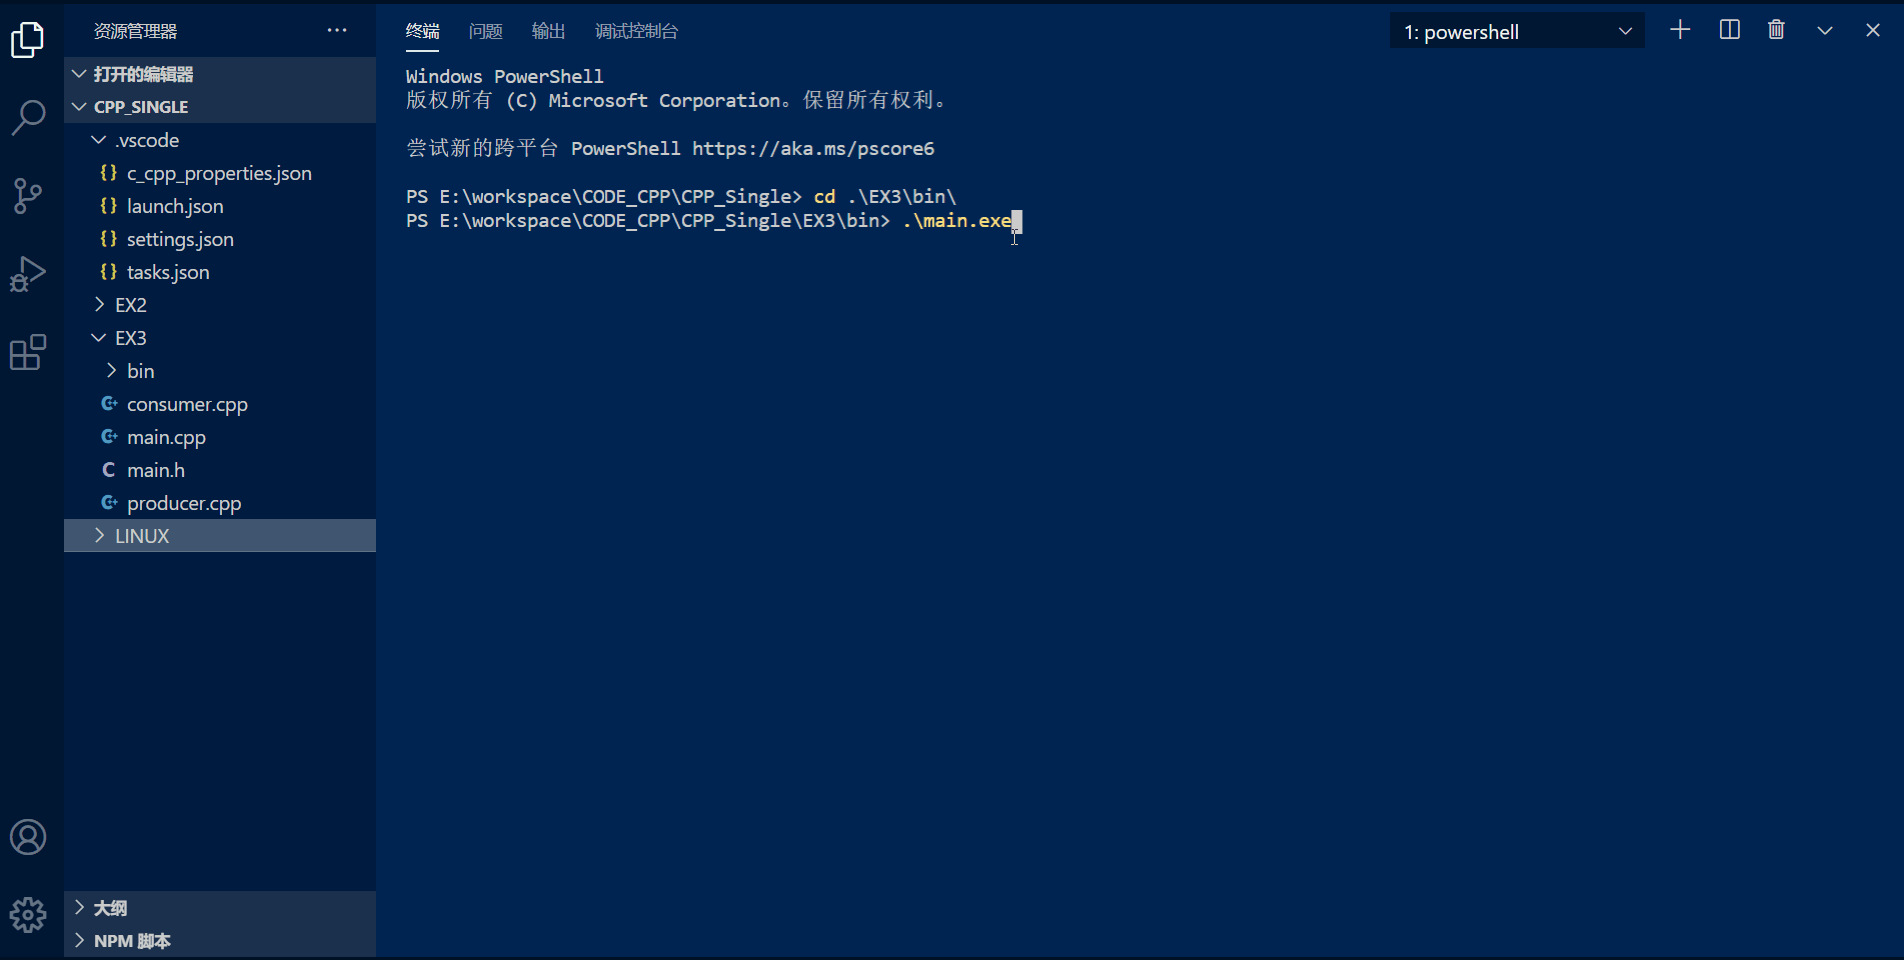 资源管理器
打开的编辑器
CPP_SINGLE
.vscode
{} c_cpp_properties.json
{} launch.json
{} settings.json
{} tasks.json
EX2
EX3
bin
C+ consumer.cpp
C+ main.cpp
C main.h
C+ producer.cpp
LINUX
大纲
NPM 脚本
终端 问题 输出 调试控制台
1: powershell
Windows PowerShell
版权所有 (C) Microsoft Corporation。保留所有权利。
尝试新的跨平台 PowerShell https://aka.ms/pscore6
PS E:\workspace\CODE_CPP\CPP_Single> cd .\EX3\bin\
PS E:\workspace\CODE_CPP\CPP_Single\EX3\bin> .\main.exe